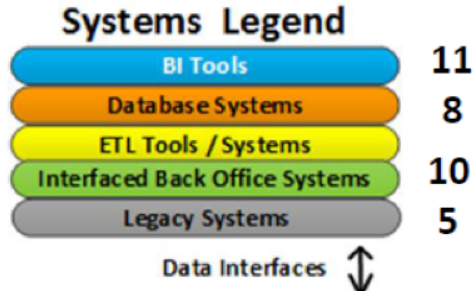 Systems Legend
BI Tools 11
Database Systems 8
ETL Tools / Systems
Interfaced Back Office Systems 10
Legacy Systems 5
Data Interfaces